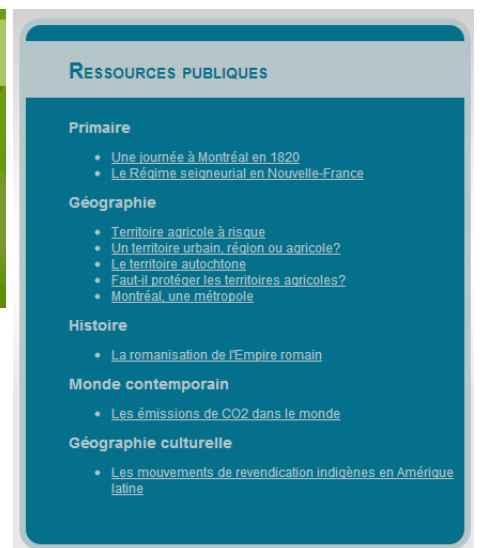 RESSOURCES PUBLIQUES
Primaire
• Une journée à Montréal en 1820
• Le Régime seigneurial en Nouvelle-France
Géographie
• Territoire agricole à risque
• Un territoire urbain, région ou agricole?
• Le territoire autochtone
• Faut-il protéger les territoires agricoles?
• Montréal, une métropole
Histoire
• La romanisation de l'Empire romain
Monde contemporain
• Les émissions de CO2 dans le monde
Géographie culturelle
• Les mouvements de revendication indigènes en Amérique
latine